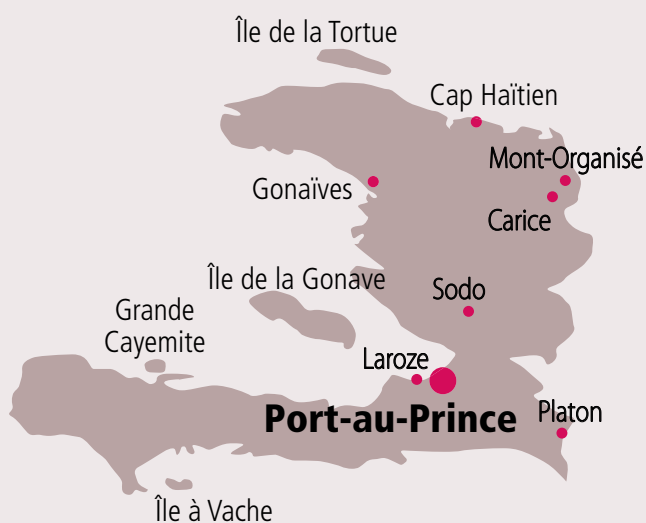 Île de la Tortue
Cap Haïtien
Mont-Organisé
Gonaïves
Carice
Île de la Gonave
Sodo
Grande
Cayemite
Laroze
Port-au-Prince
Platon
Île à Vache